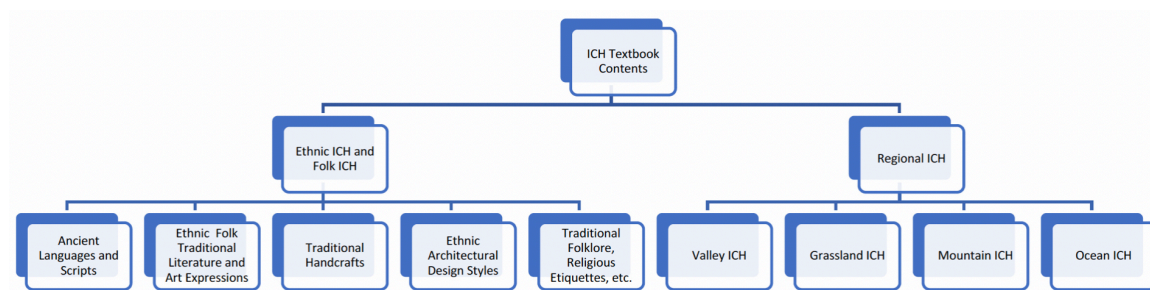 ICH Textbook
Contents
Ethnic ICH and
Folk ICH
Regional ICH
Ancient
Languages and
Scripts
Ethnic Folk
Traditional
Literature and
Art Expressions
Traditional
Handcrafts
Ethnic
Architectural
Design Styles
Traditional
Folklore,
Religious
Etiquettes, etc.
Valley ICH
Grassland ICH
Mountain ICH
Ocean ICH